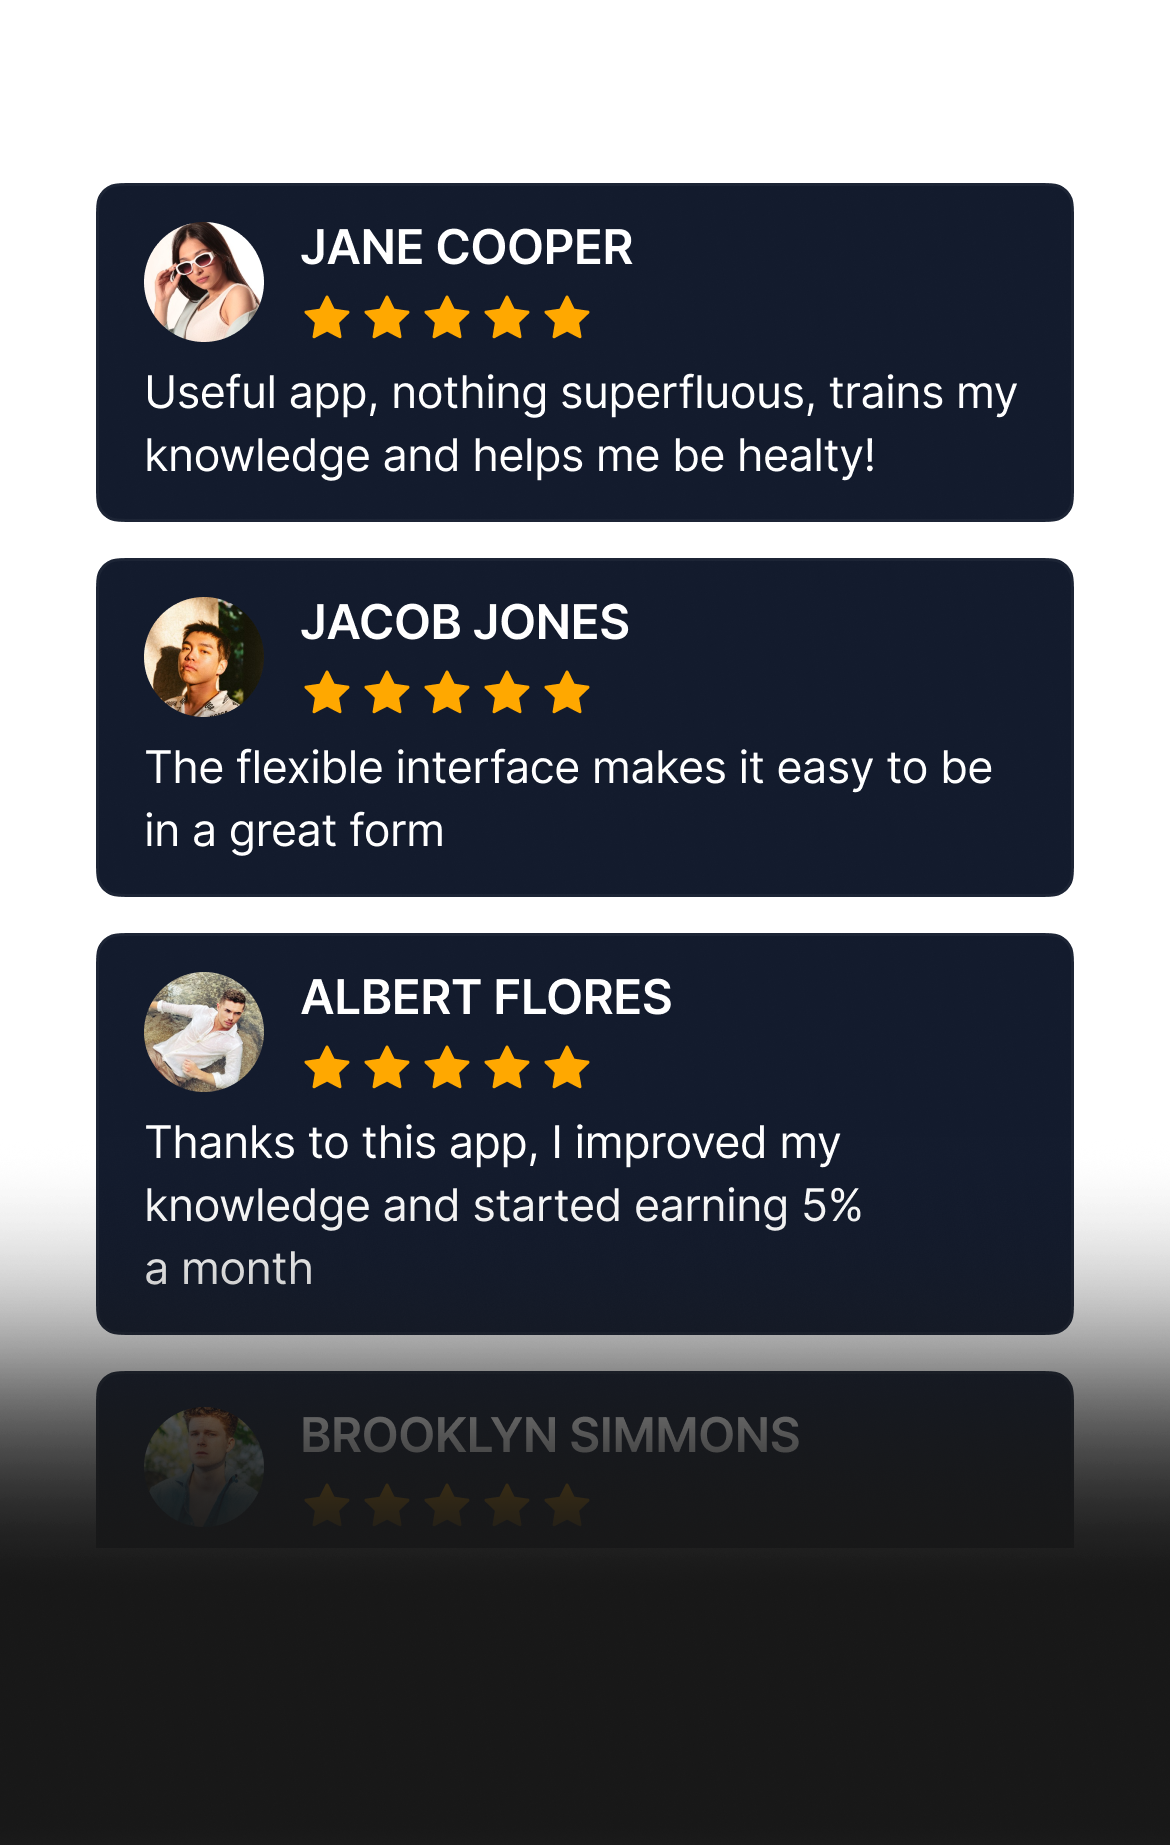 JANE COOPER
Useful app, nothing superfluous, trains my
knowledge and helps me be healty!
JACOB JONES
The flexible interface makes it easy to be
in a great form
ALBERT FLORES
Thanks to this app, I improved my
knowledge and started earning 5%
a month
BROOKLYN SIMMONS